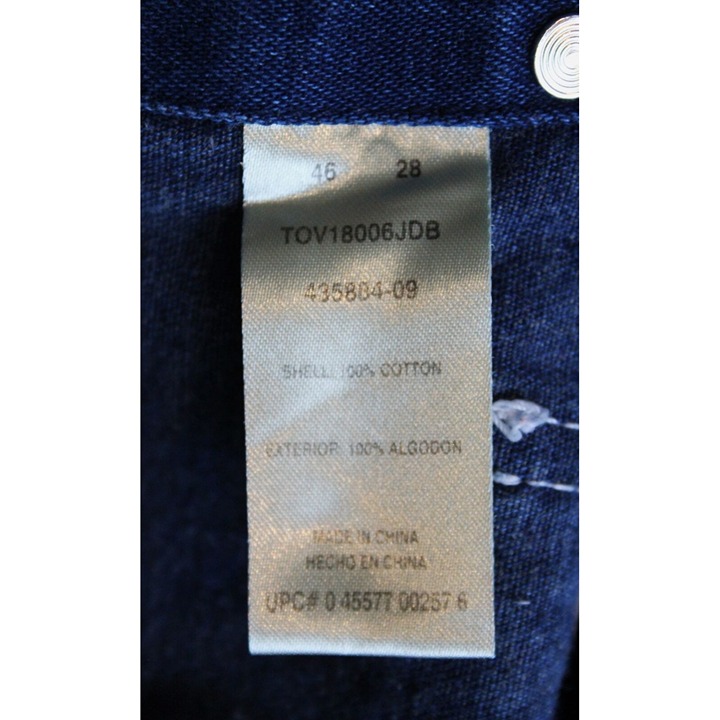 46 28
TOV18006JDB
435804-09
SHELL: 100% COTTON
EXTERIOR: 100% ALGODON
MADE IN CHINA
HECHO EN CHINA
UPC# 0 45577 00257 6